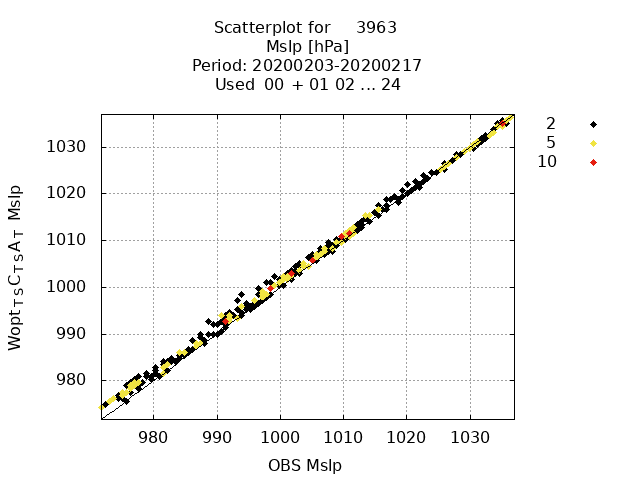 Scatterplot for 3963
Mslp [hPa]
Period: 20200203-20200217
Used 00 + 01 02 ... 24
2
5
10
1030
1020
1010
1000
990
980
980 990 1000 1010 1020 1030
OBS Mslp
WoptTSCTSAT Mslp